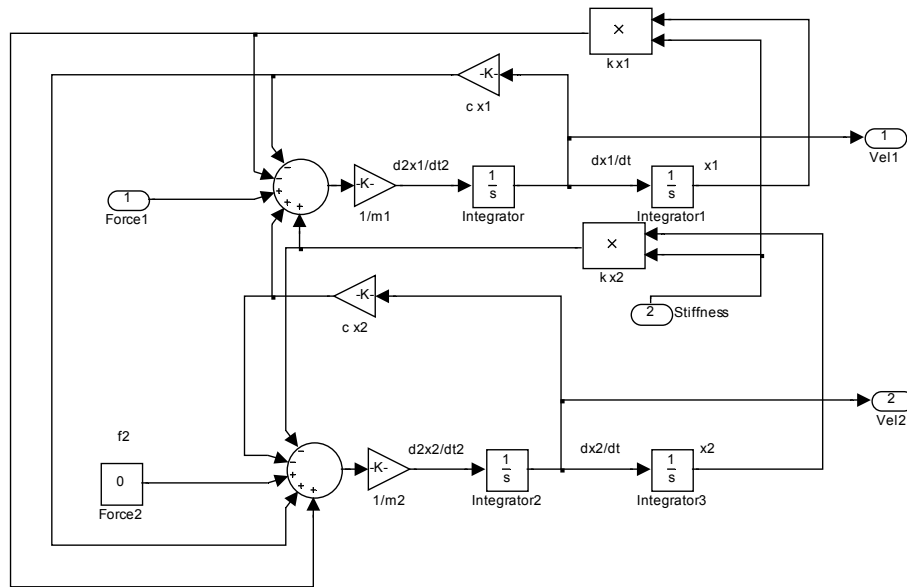 ×
k x1
-K-
c x1
1
Vel1
d2x1/dt2
dx1/dt
x1
−
−
+
+
+
-K-
1/m1
1
s
Integrator
1
s
Integrator1
1
Force1
×
k x2
-K-
c x2
2
Stiffness
2
Vel2
f2
d2x2/dt2
dx2/dt
x2
−
−
+
+
+
-K-
1/m2
1
s
Integrator2
1
s
Integrator3
0
Force2